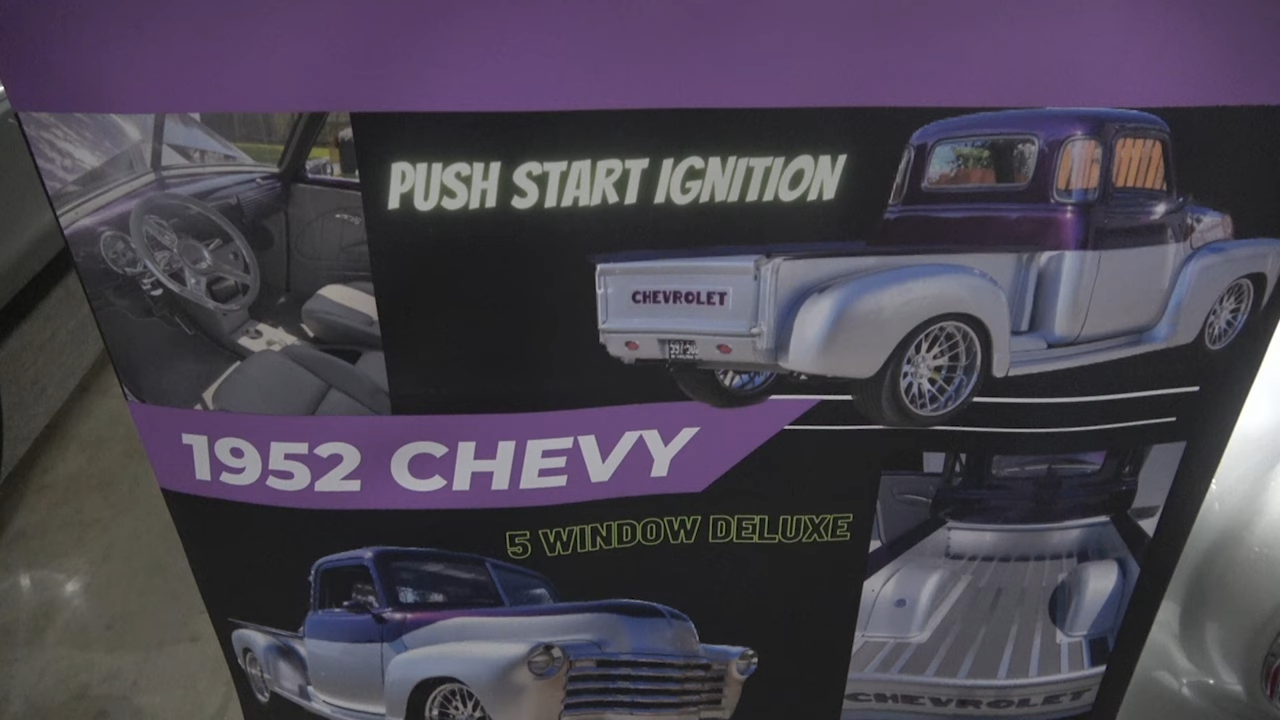 PUSH START IGNITION
CHEVROLET
1952 CHEVY
5 WINDOW DELUXE
CHEVROLET